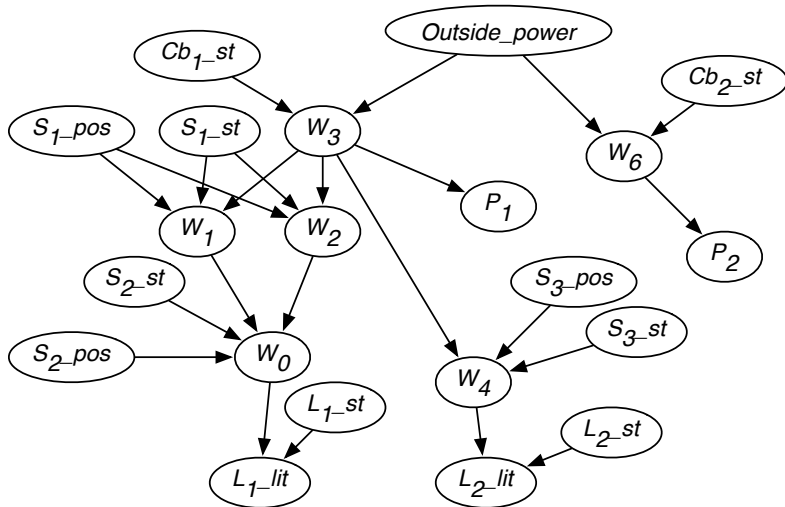 Outside_power
Cb1_st
Cb2_st
S1_pos
S1_st
W3
W6
P1
W1
W2
P2
S2_st
S3_pos
S3_st
S2_pos
W0
W4
L1_st
L2_st
L1_lit
L2_lit